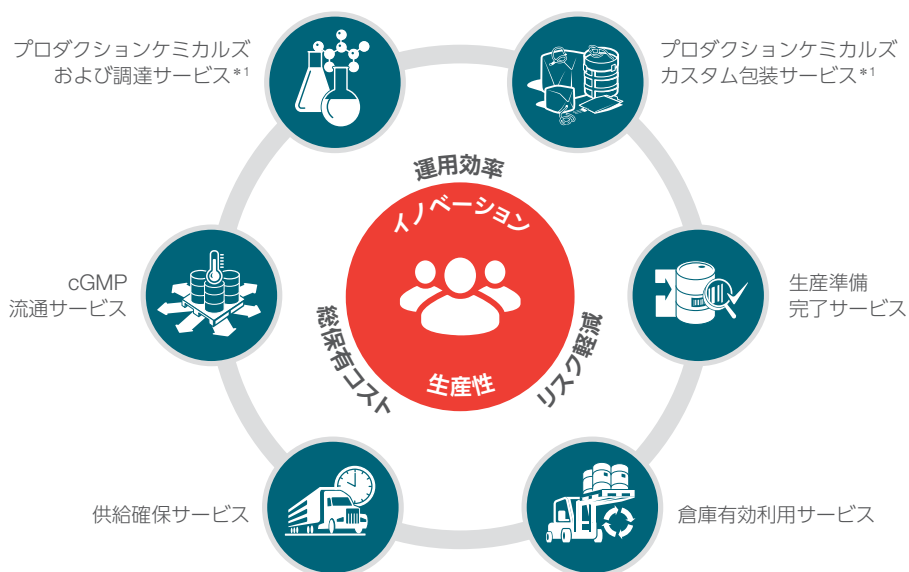 プロダクションケミカルズ
および調達サービス*1
プロダクションケミカルズ
カスタム包装サービス*1
運用効率
イノベーション
cGMP
流通サービス
生産準備
完了サービス
総保有コスト
リスク軽減
生産性
供給確保サービス
倉庫有効利用サービス